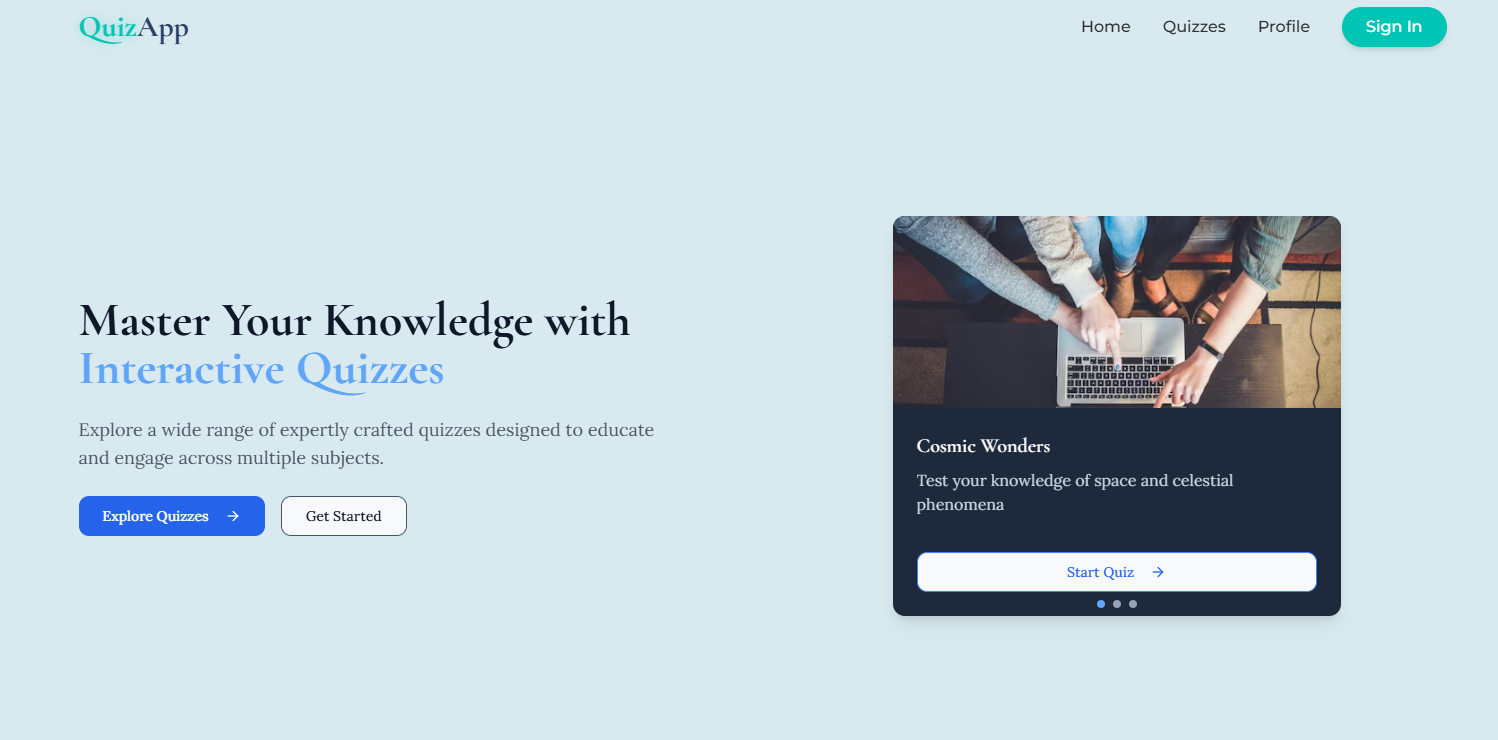 QuizApp
Home
Quizzes
Profile
Sign In
Master Your Knowledge with
Interactive Quizzes
Explore a wide range of expertly crafted quizzes designed to educate
and engage across multiple subjects.
Explore Quizzes
Get Started
Cosmic Wonders
Test your knowledge of space and celestial
phenomena
Start Quiz